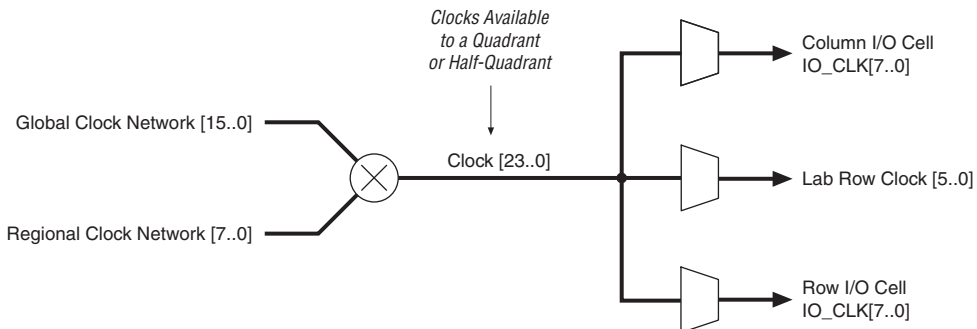 Clocks Available
to a Quadrant
or Half-Quadrant
Column I/O Cell
IO_CLK[7..0]
Global Clock Network [15..0]
Clock [23..0]
Lab Row Clock [5..0]
Regional Clock Network [7..0]
Row I/O Cell
IO_CLK[7..0]